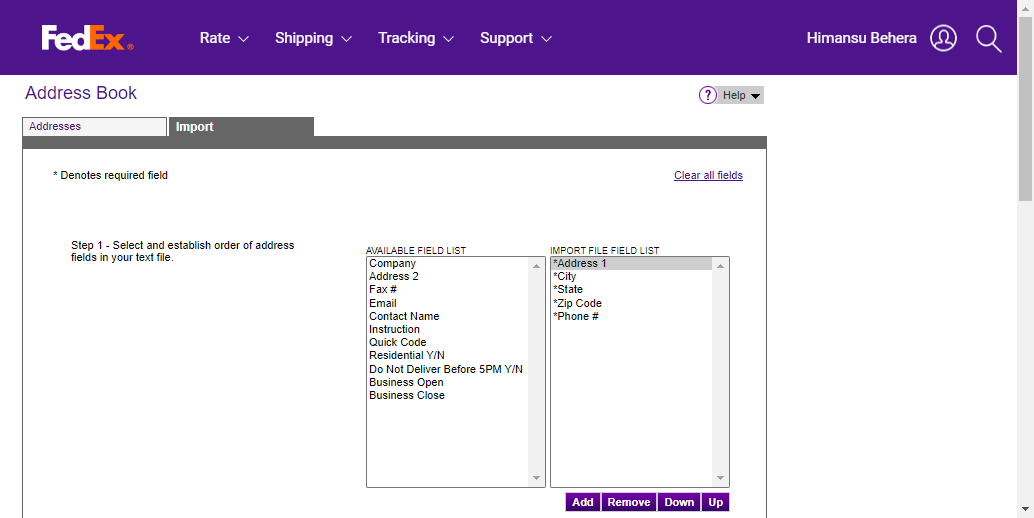 FedEx®
Rate
Shipping
Tracking
Support
Himansu Behera
Address Book
? Help
Addresses
Import
* Denotes required field
Clear all fields
Step 1 - Select and establish order of address
fields in your text file.
AVAILABLE FIELD LIST
Company
Address 2
Fax #
Email
Contact Name
Instruction
Quick Code
Residential Y/N
Do Not Deliver Before 5PM Y/N
Business Open
Business Close
IMPORT FILE FIELD LIST
*Address 1
*City
*State
*Zip Code
*Phone #
Add
Remove
Down
Up